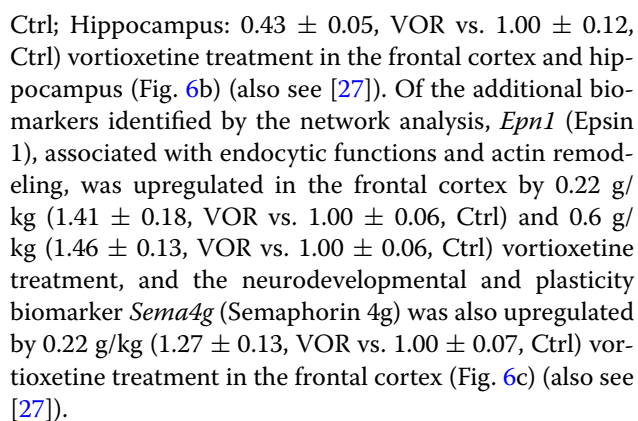 Ctrl; Hippocampus: 0.43 ± 0.05, VOR vs. 1.00 ± 0.12,
Ctrl) vortioxetine treatment in the frontal cortex and hip-
pocampus (Fig. 6b) (also see [27]). Of the additional bio-
markers identified by the network analysis, Epn1 (Epsin
1), associated with endocytic functions and actin remod-
eling, was upregulated in the frontal cortex by 0.22 g/
kg (1.41 ± 0.18, VOR vs. 1.00 ± 0.06, Ctrl) and 0.6 g/
kg (1.46 ± 0.13, VOR vs. 1.00 ± 0.06, Ctrl) vortioxetine
treatment, and the neurodevelopmental and plasticity
biomarker Sema4g (Semaphorin 4g) was also upregulated
by 0.22 g/kg (1.27 ± 0.13, VOR vs. 1.00 ± 0.07, Ctrl) vor-
tioxetine treatment in the frontal cortex (Fig. 6c) (also see
[27]).